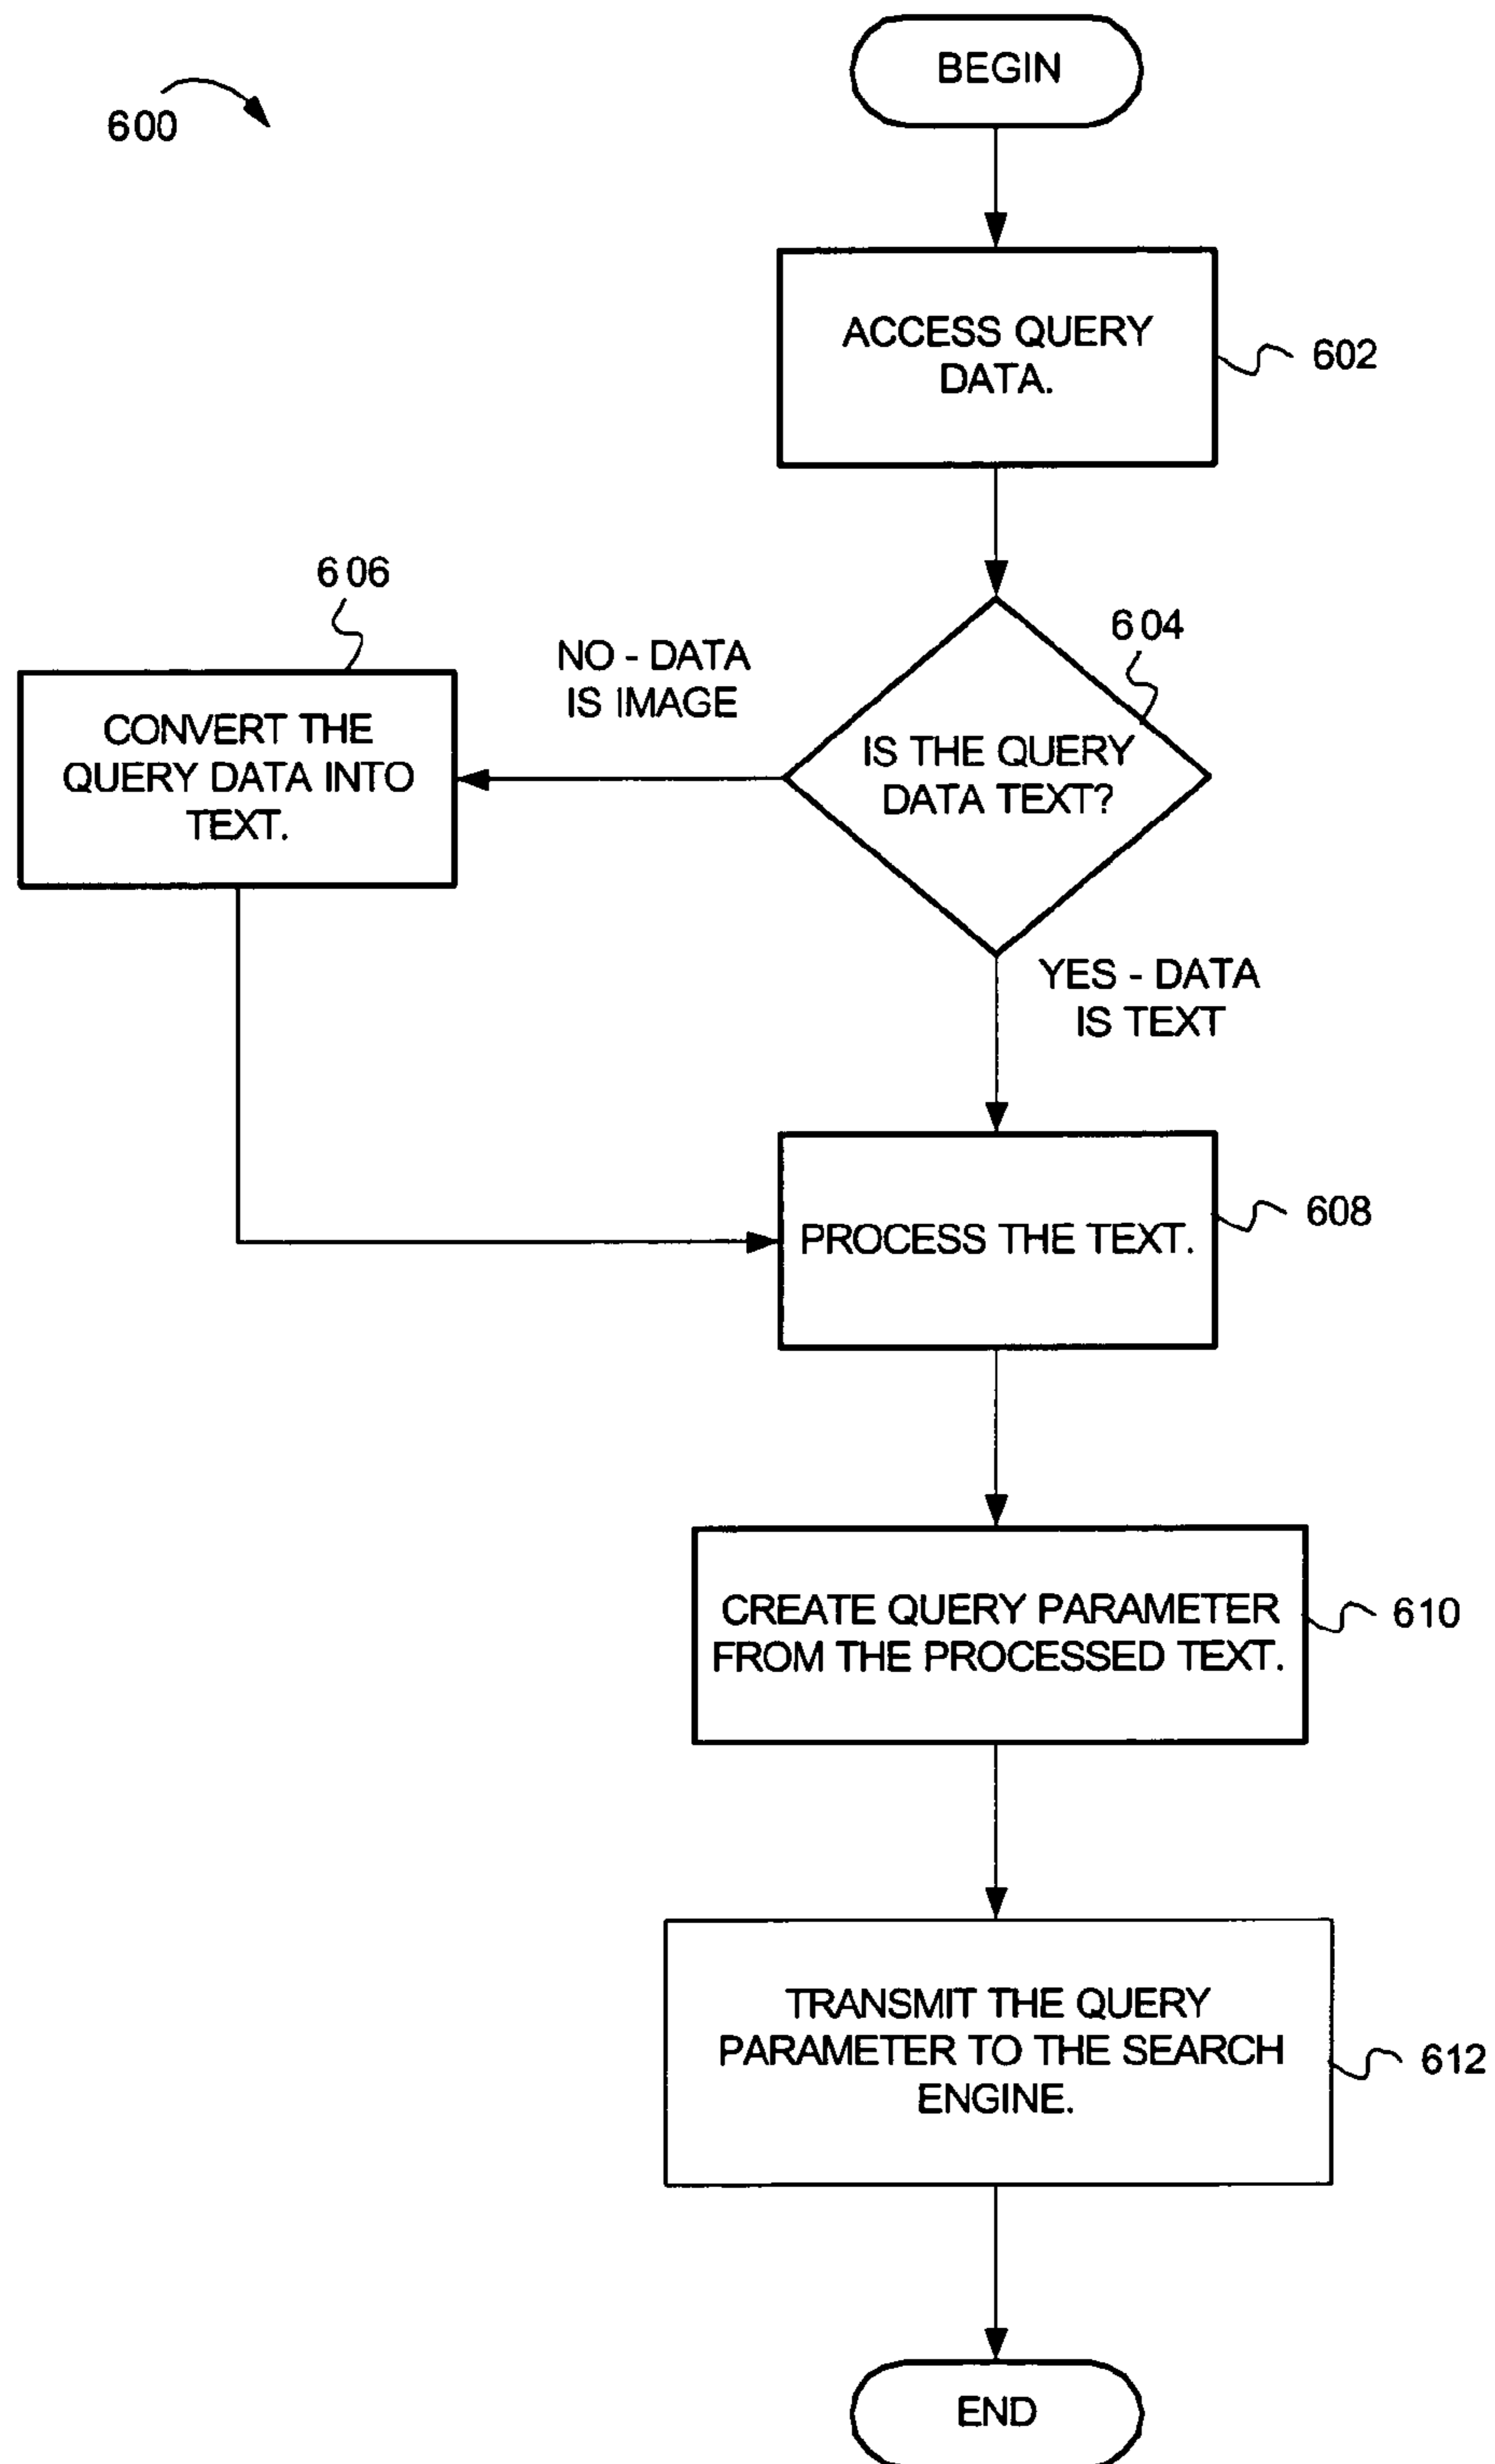 BEGIN
600
ACCESS QUERY
DATA.
602
606
604
NO - DATA
IS IMAGE
CONVERT THE
QUERY DATA INTO
TEXT.
IS THE QUERY
DATA TEXT?
YES - DATA
IS TEXT
PROCESS THE TEXT.
608
CREATE QUERY PARAMETER
FROM THE PROCESSED TEXT.
610
TRANSMIT THE QUERY
PARAMETER TO THE SEARCH
ENGINE.
612
END